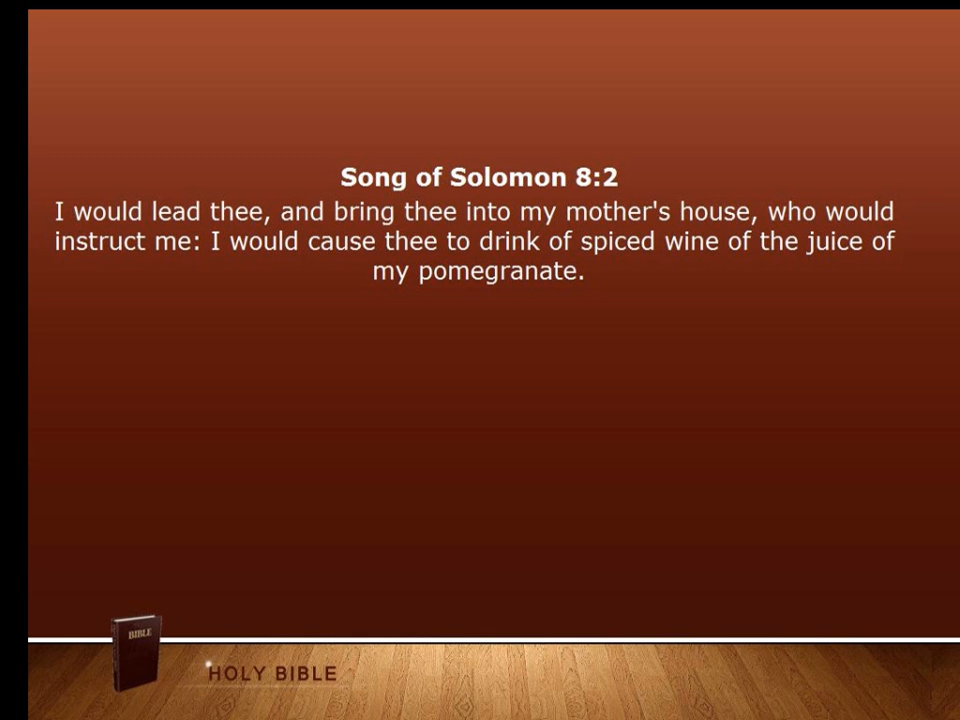 Song of Solomon 8:2
I would lead thee, and bring thee into my mother's house, who would
instruct me: I would cause thee to drink of spiced wine of the juice of
my pomegranate.
BIBLE
HOLY BIBLE